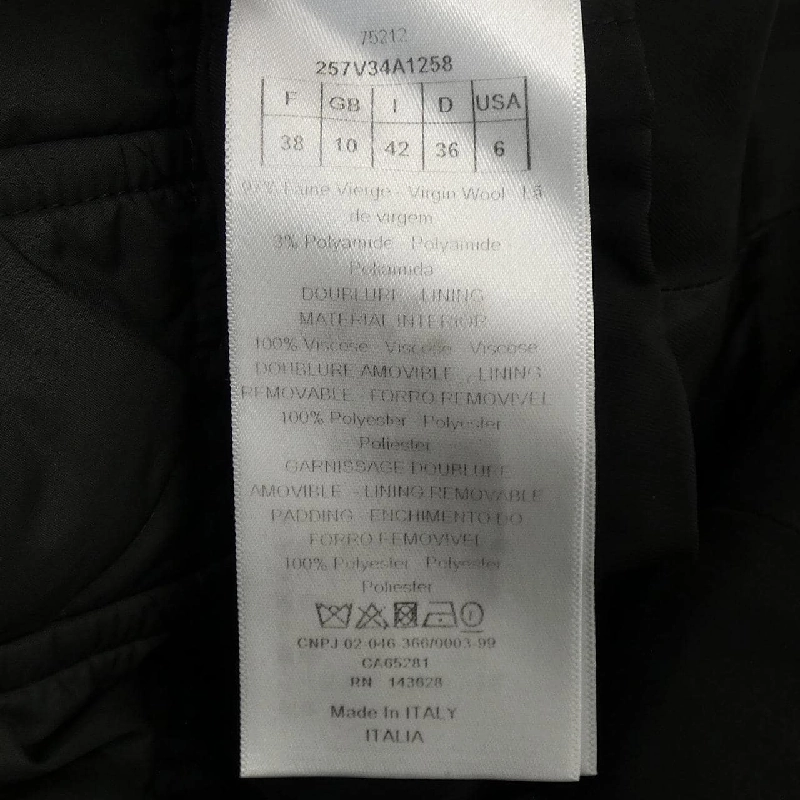 75212
257V34A1258
F GB I D USA
38 10 42 36 6
97% Laine Vierge - Virgin Wool - Lã
de virgem
3% Polyamide - Polyamide -
Poliamida
DOUBLURE - LINING
MATERIAL INTERIOR
100% Viscose - Viscose - Viscose
DOUBLURE AMOVIBLE - LINING
REMOVABLE - FORRO REMOVIVEL
100% Polyester - Polyester -
Poliester
GARNISSAGE DOUBLURE
AMOVIBLE - LINING REMOVABLE
PADDING - ENCHIMENTO DO
FORRO REMOVIVEL
100% Polyester - Polyester -
Poliester
CNPJ 02 046 366/0003-99
CA65281
RN 143628
Made In ITALY
ITALIA